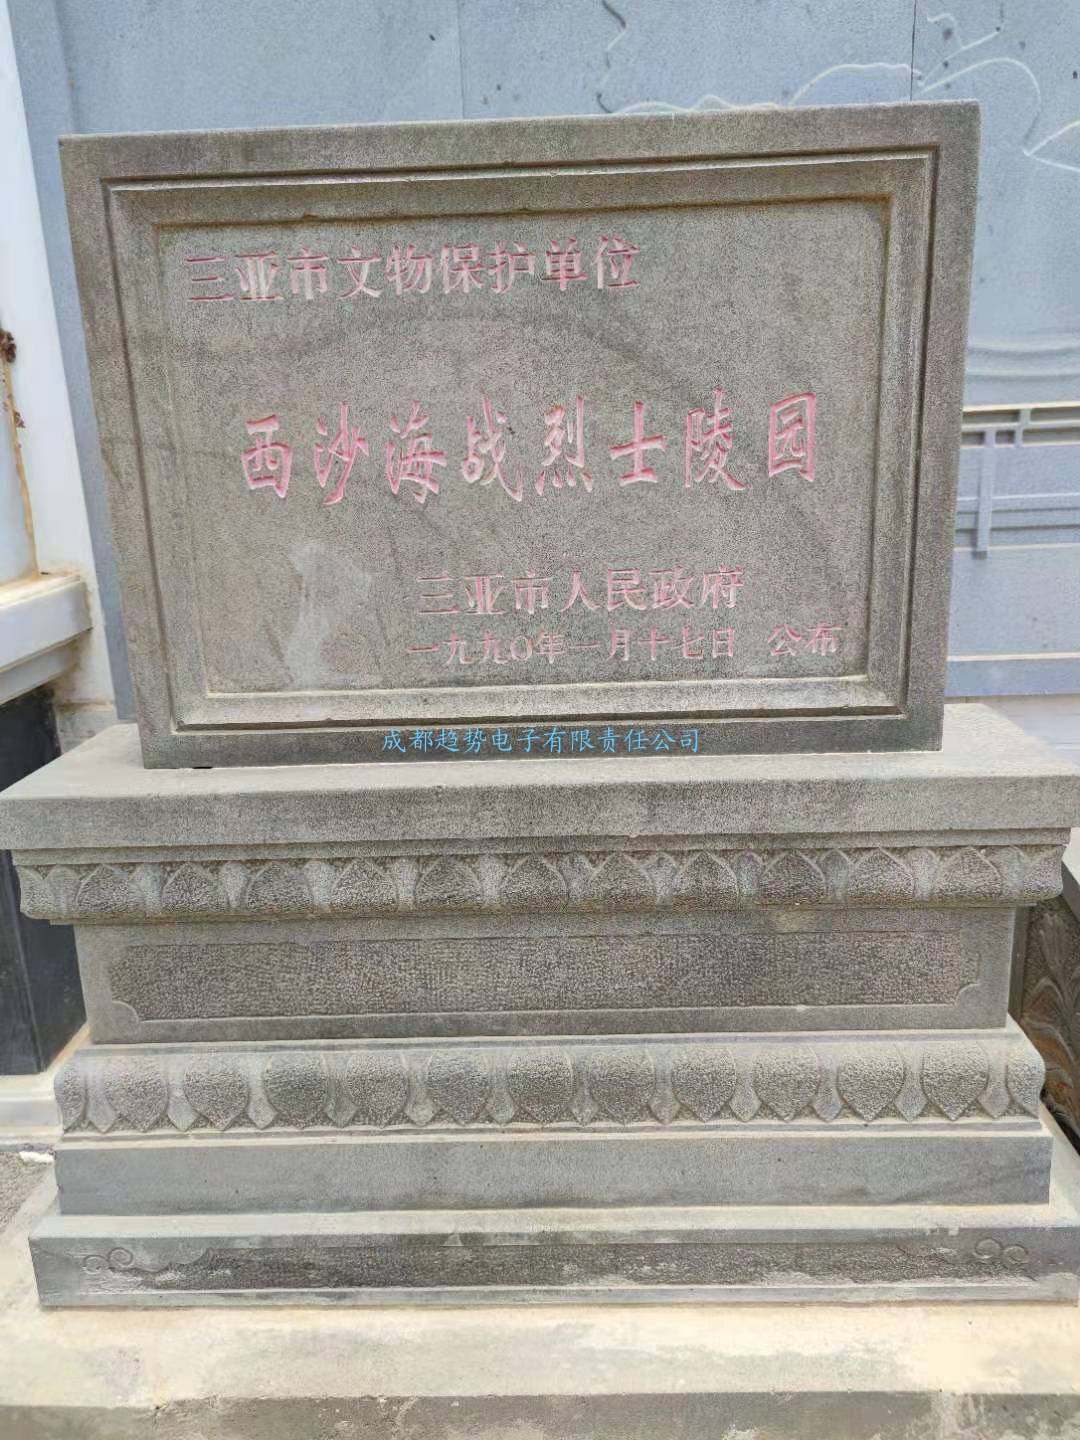 三亚市文物保护单位
西沙海战烈士陵园
三亚市人民政府
一九九〇年一月十七日 公布
成都趋势电子有限责任公司